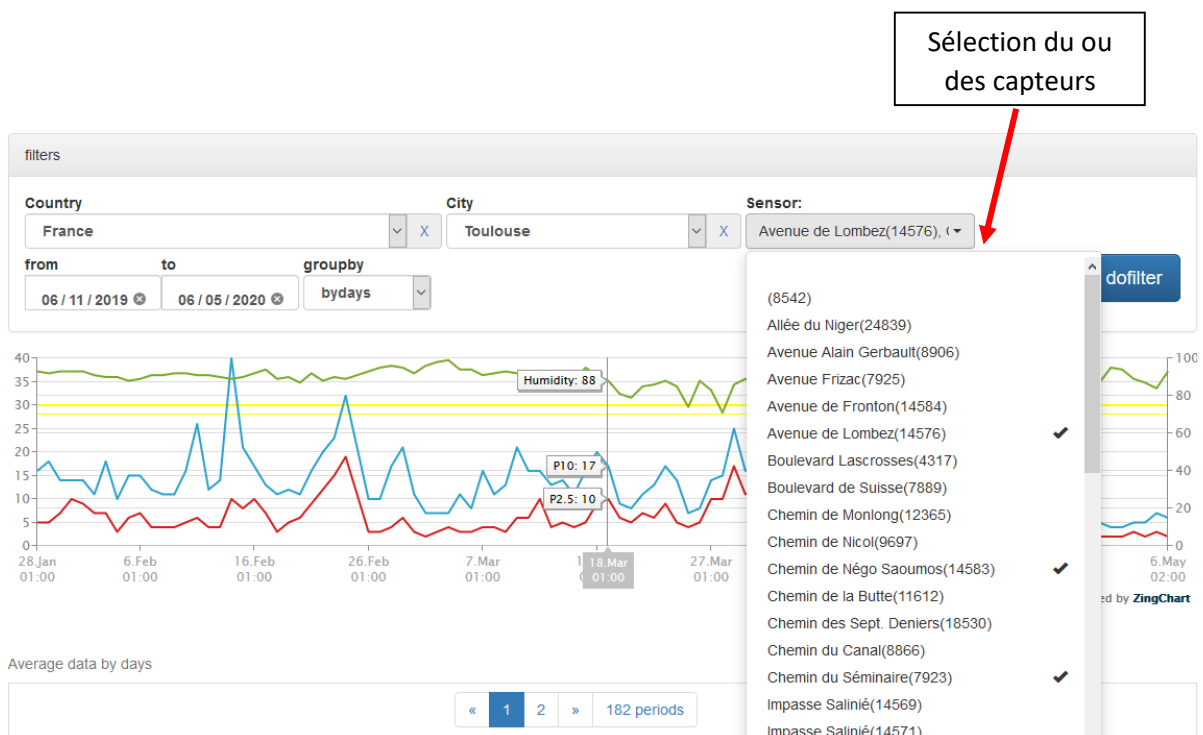 Sélection du ou
des capteurs
filters
Country
City
Sensor:
France
X
Toulouse
X
Avenue de Lombez(14576), (
from
to
groupby
06 / 11 / 2019
06 / 05 / 2020
bydays
dofilter
(8542)
Allée du Niger(24839)
Avenue Alain Gerbault(8906)
Avenue Frizac(7925)
Avenue de Fronton(14584)
Avenue de Lombez(14576)
Boulevard Lascrosses(4317)
Boulevard de Suisse(7889)
Chemin de Monlong(12365)
Chemin de Nicol(9697)
Chemin de Négo Saoumos(14583)
Chemin de la Butte(11612)
Chemin des Sept. Deniers(18530)
Chemin du Canal(8866)
Chemin du Séminaire(7923)
Impasse Salinié(14569)
Impasse Salinié(14571)
40
35
30
25
20
15
10
5
0
Humidity: 88
P10: 17
P2.5: 10
100
80
60
40
20
0
28.Jan
01:00
6.Feb
01:00
16.Feb
01:00
26.Feb
01:00
7.Mar
01:00
18.Mar
01:00
27.Mar
01:00
6.May
02:00
by ZingChart
Average data by days
« 1 2 » 182 periods